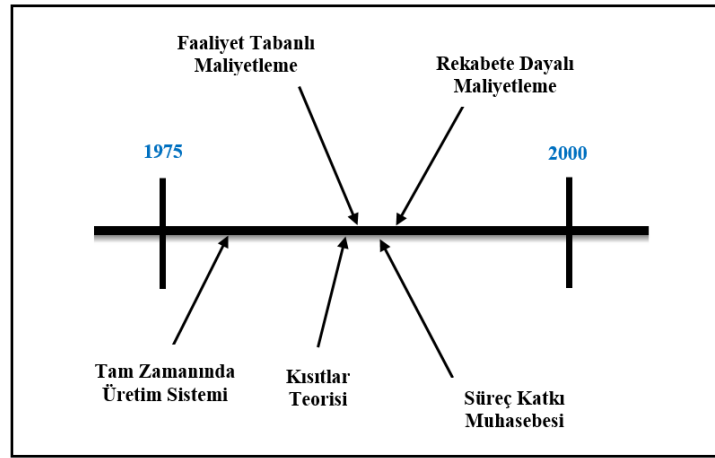 Faaliyet Tabanlı
Maliyetleme
Rekabete Dayalı
Maliyetleme
1975
2000
Tam Zamanında
Üretim Sistemi
Kısıtlar
Teorisi
Süreç Katkı
Muhasebesi